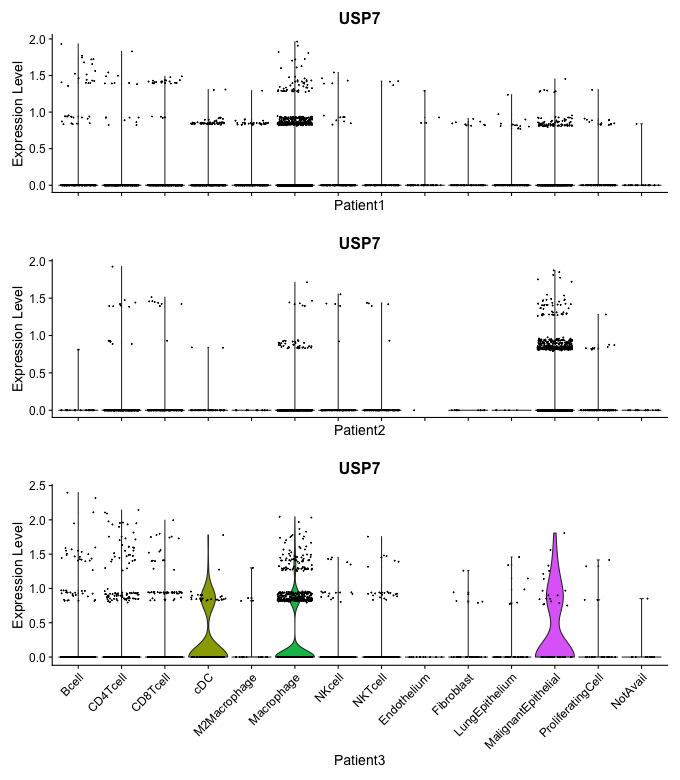 USP7
Expression Level
2.0
1.5
1.0
0.5
0.0
Patient1
USP7
Expression Level
2.0
1.5
1.0
0.5
0.0
Patient2
USP7
Expression Level
2.5
2.0
1.5
1.0
0.5
0.0
Bcell
CD4Tcell
CD8Tcell
cDC
M2Macrophage
Macrophage
NKcell
NKTcell
Endothelium
Fibroblast
LungEpithelium
MalignantEpithelial
ProliferatingCell
NotAvail
Patient3